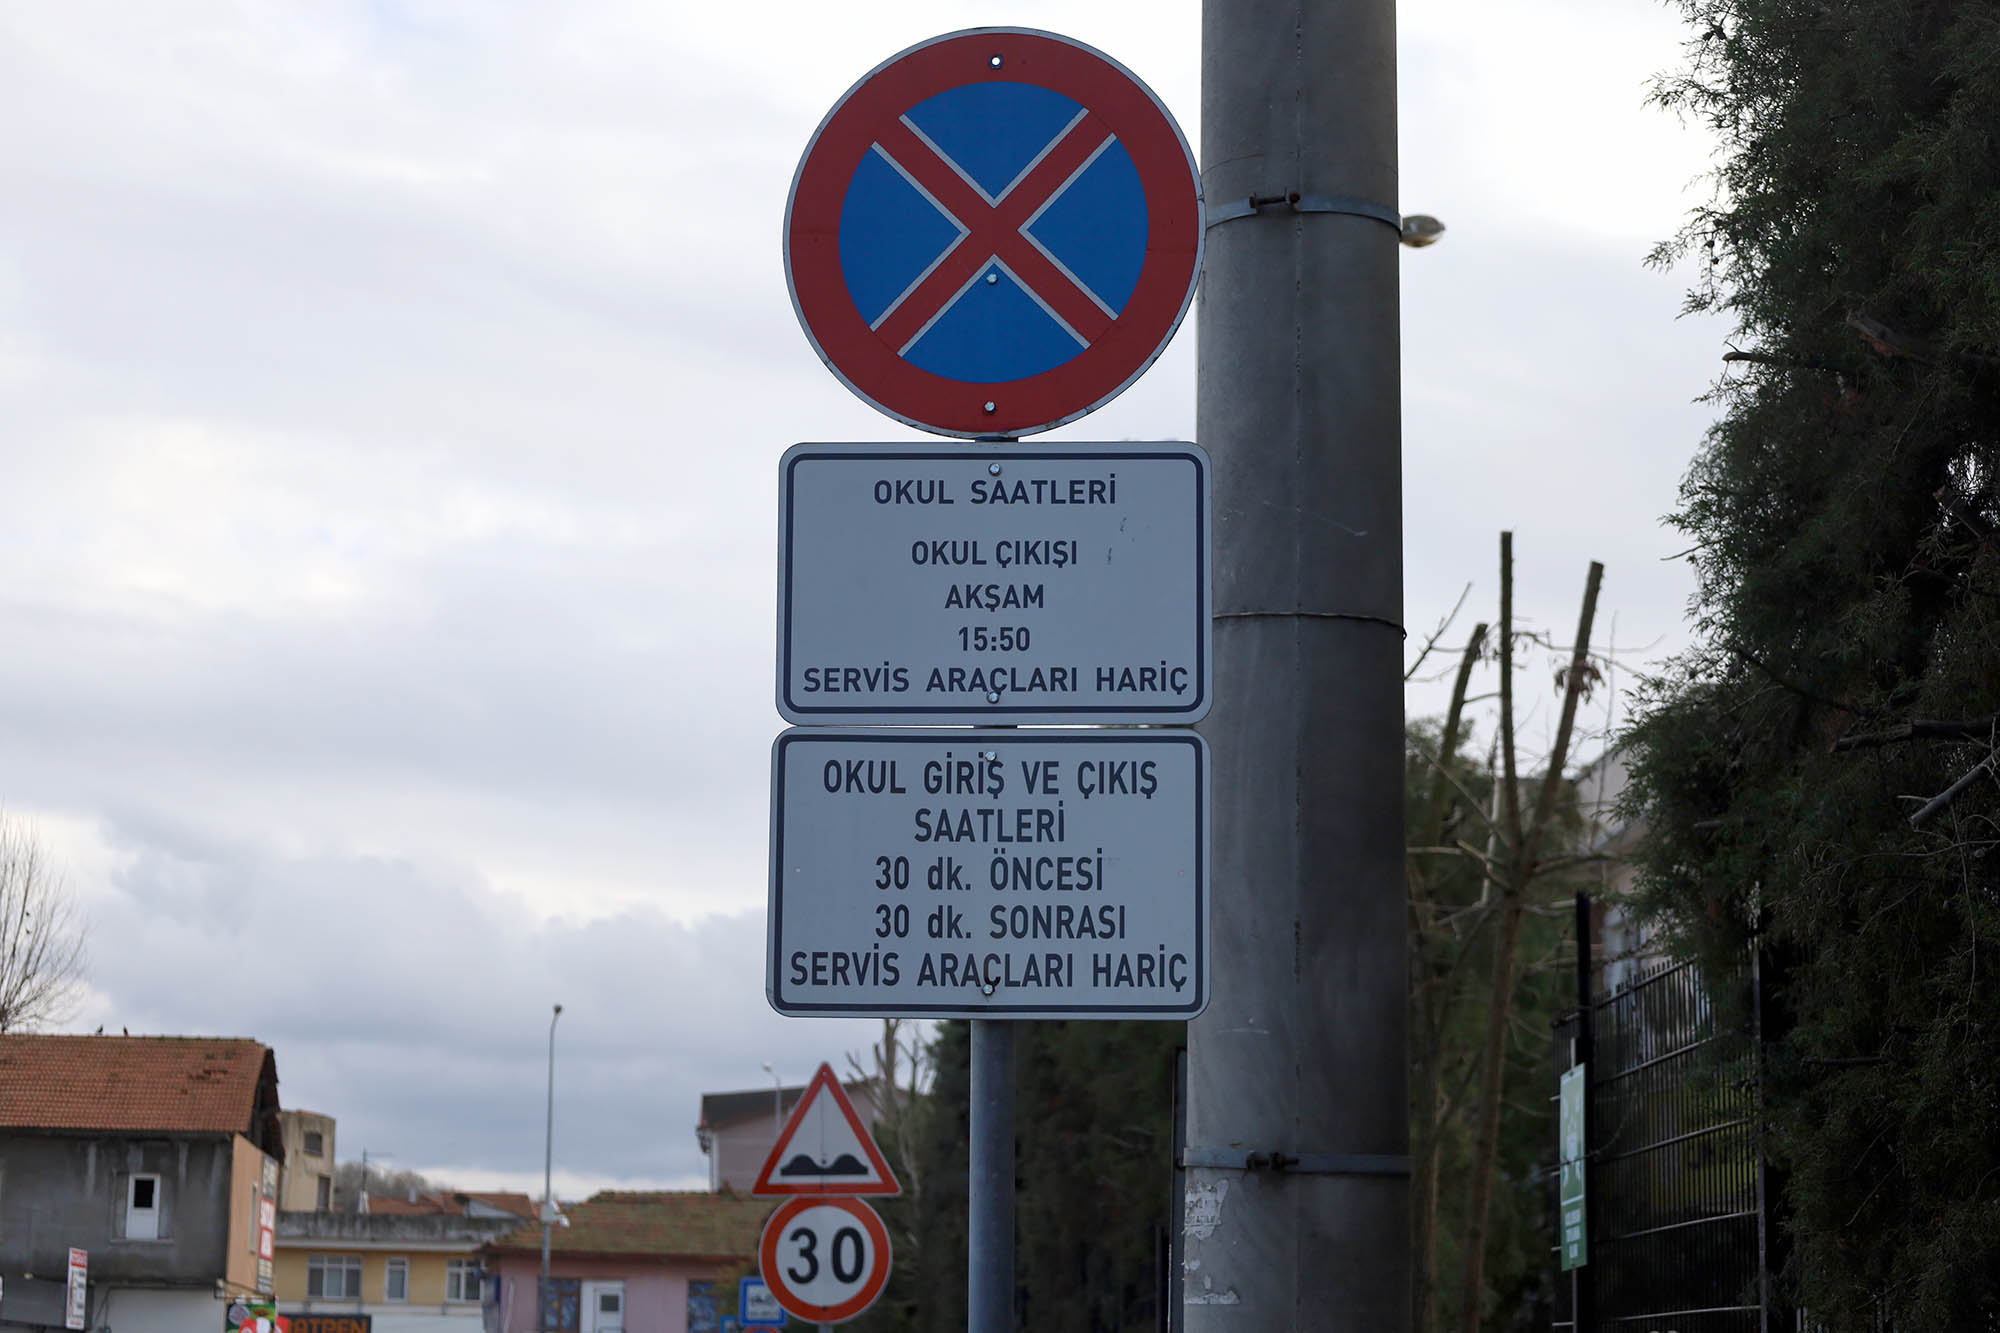 OKUL SAATLERİ
OKUL ÇIKIŞI
AKŞAM
15:50
SERVİS ARAÇLARI HARİÇ
OKUL GİRİŞ VE ÇIKIŞ
SAATLERİ
30 dk. ÖNCESİ
30 dk. SONRASI
SERVİS ARAÇLARI HARİÇ
30